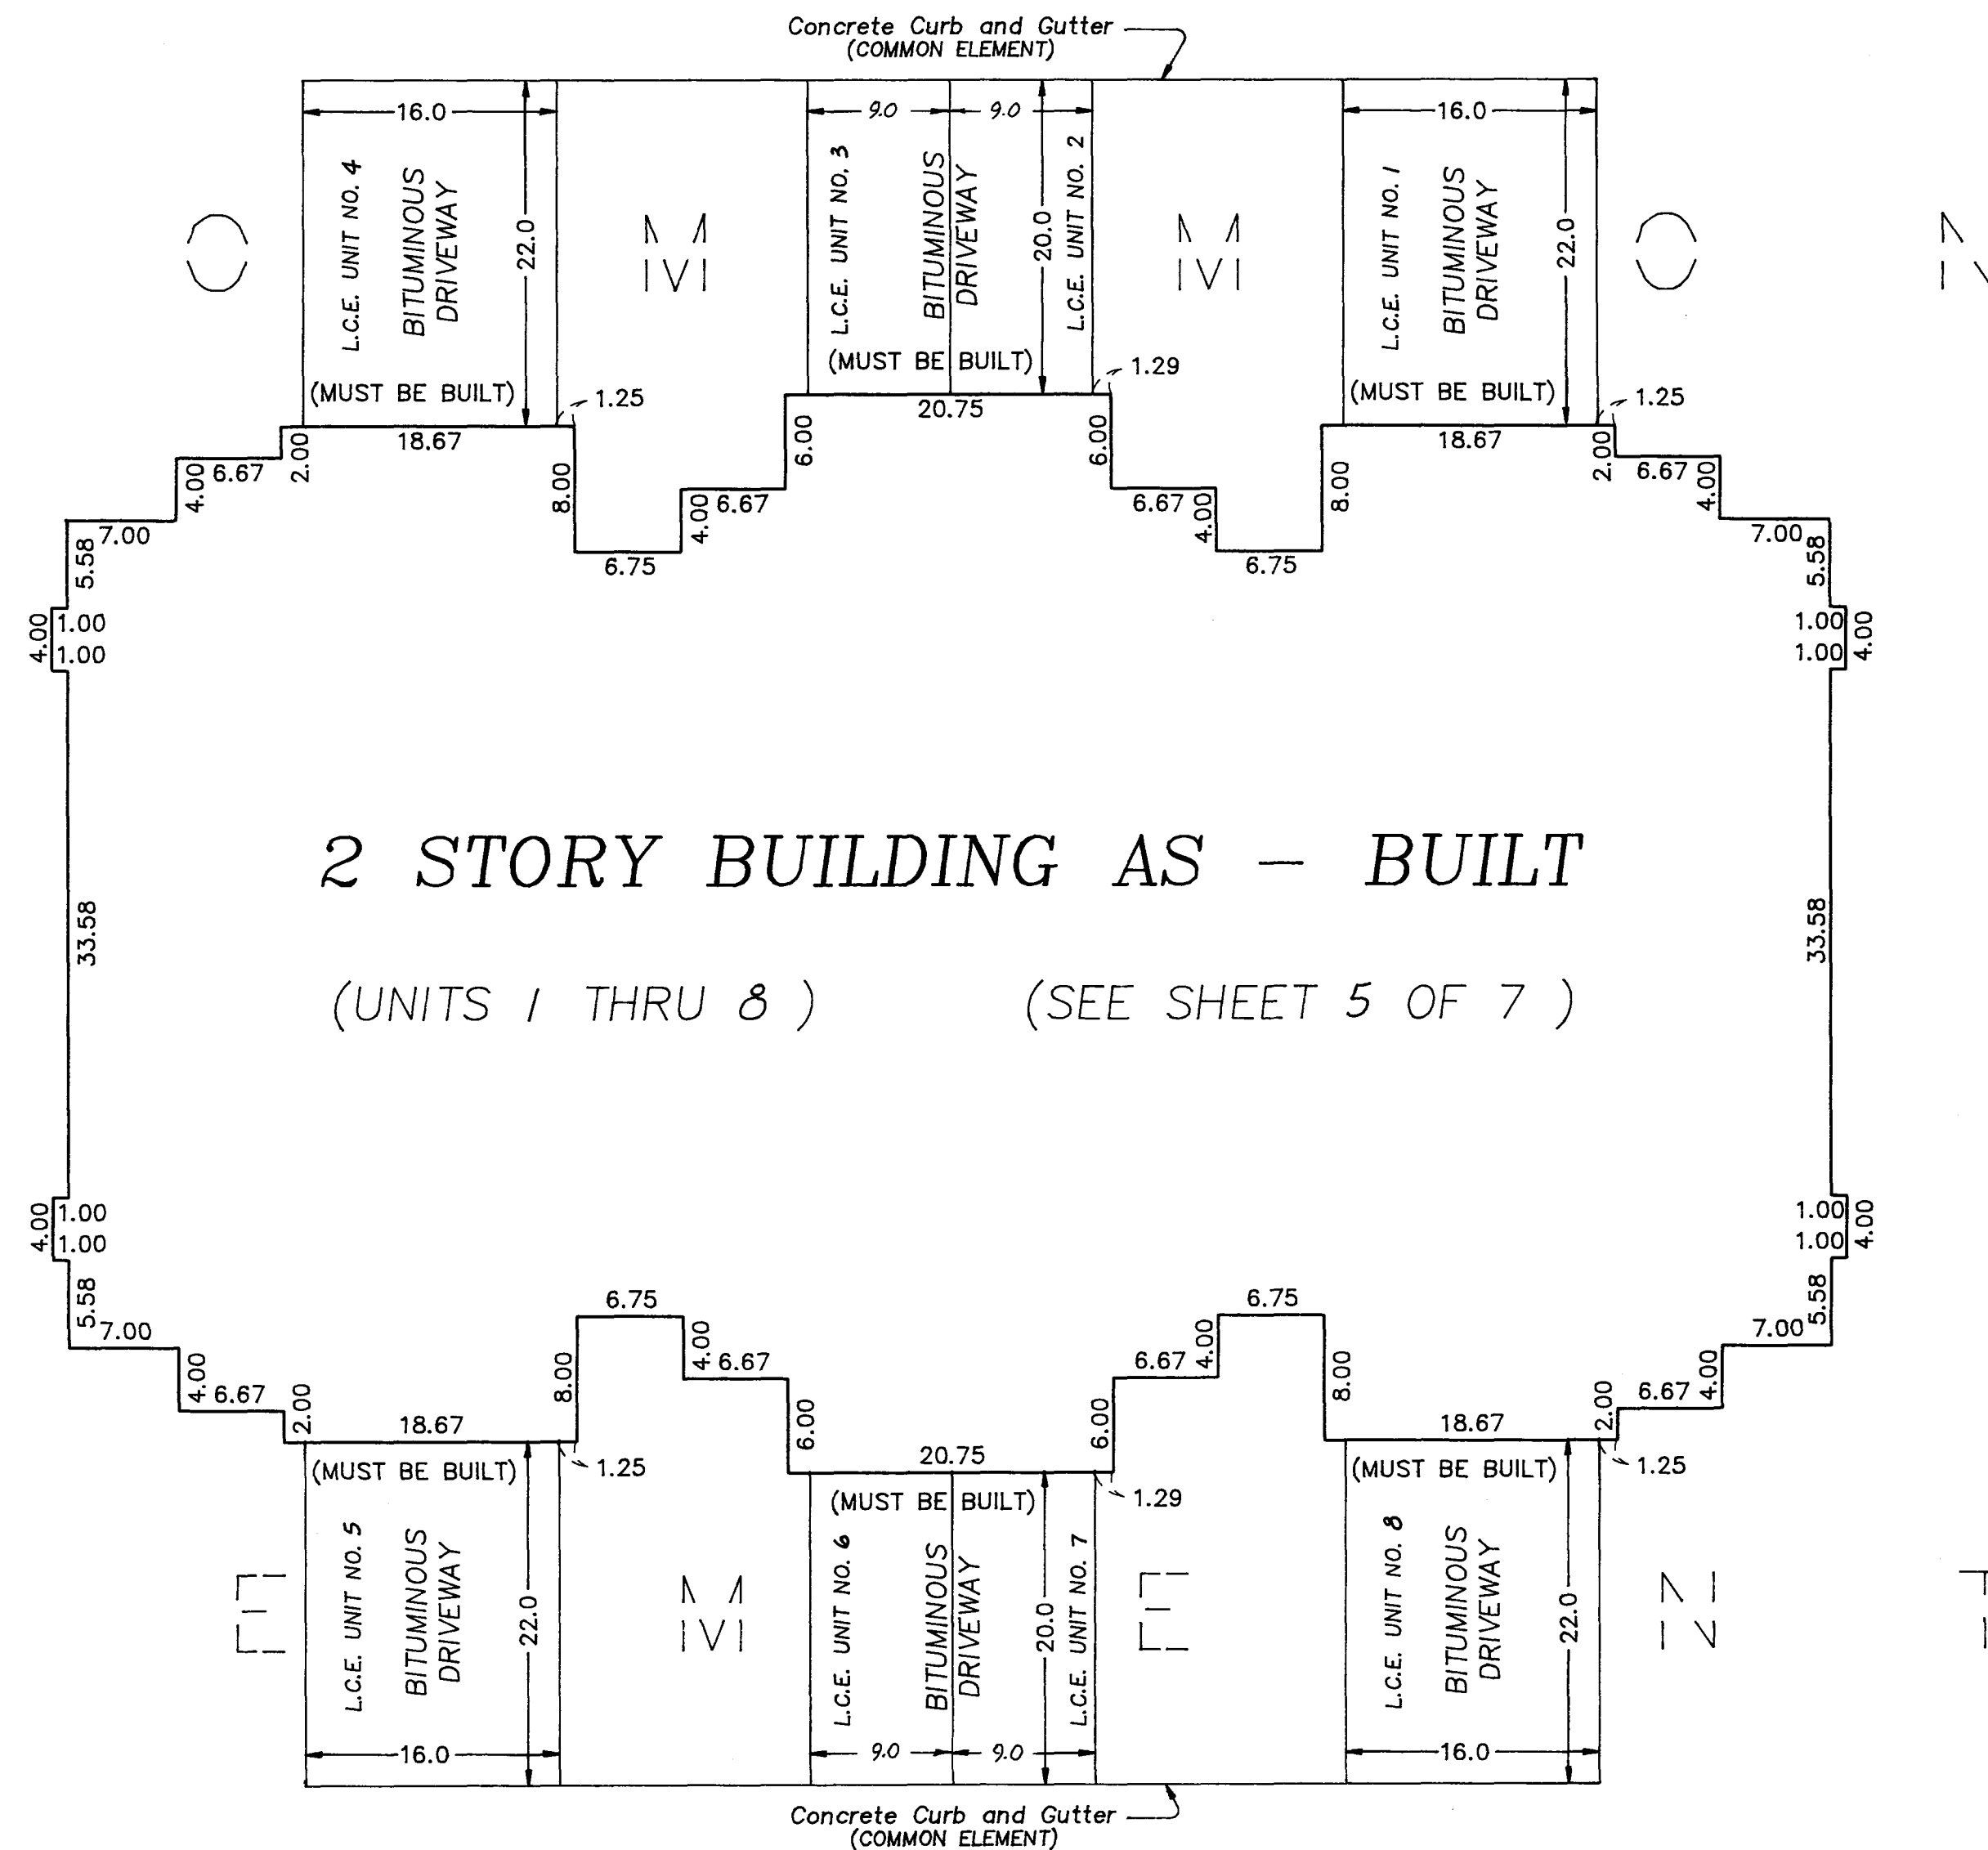 Concrete Curb and Gutter
(COMMON ELEMENT)
16.0
9.0
9.0
16.0
L.C.E. UNIT NO. 4
BITUMINOUS
DRIVEWAY
22.0
(MUST BE BUILT)
L.C.E. UNIT NO. 3
BITUMINOUS
DRIVEWAY
20.0
L.C.E. UNIT NO. 2
(MUST BE BUILT)
L.C.E. UNIT NO. 1
BITUMINOUS
DRIVEWAY
22.0
(MUST BE BUILT)
O M M O N
1.25
1.29
1.25
18.67
20.75
18.67
7.00
4.00
6.67
2.00
8.00
6.75
4.00
6.67
6.00
6.00
6.67
4.00
6.75
8.00
2.00
6.67
4.00
7.00
5.58
5.58
4.00
1.00
1.00
1.00
1.00
4.00
2 STORY BUILDING AS - BUILT
33.58
33.58
(UNITS 1 THRU 8 )
(SEE SHEET 5 OF 7 )
4.00
1.00
1.00
1.00
1.00
4.00
5.58
5.58
7.00
4.00
6.67
2.00
18.67
8.00
6.75
4.00
6.67
6.00
20.75
6.00
6.67
4.00
6.75
8.00
18.67
2.00
6.67
4.00
7.00
1.25
1.29
1.25
(MUST BE BUILT)
L.C.E. UNIT NO. 5
BITUMINOUS
DRIVEWAY
22.0
(MUST BE BUILT)
L.C.E. UNIT NO. 6
BITUMINOUS
DRIVEWAY
20.0
L.C.E. UNIT NO. 7
(MUST BE BUILT)
L.C.E. UNIT NO. 8
BITUMINOUS
DRIVEWAY
22.0
E M E N T
16.0
9.0
9.0
16.0
Concrete Curb and Gutter
(COMMON ELEMENT)